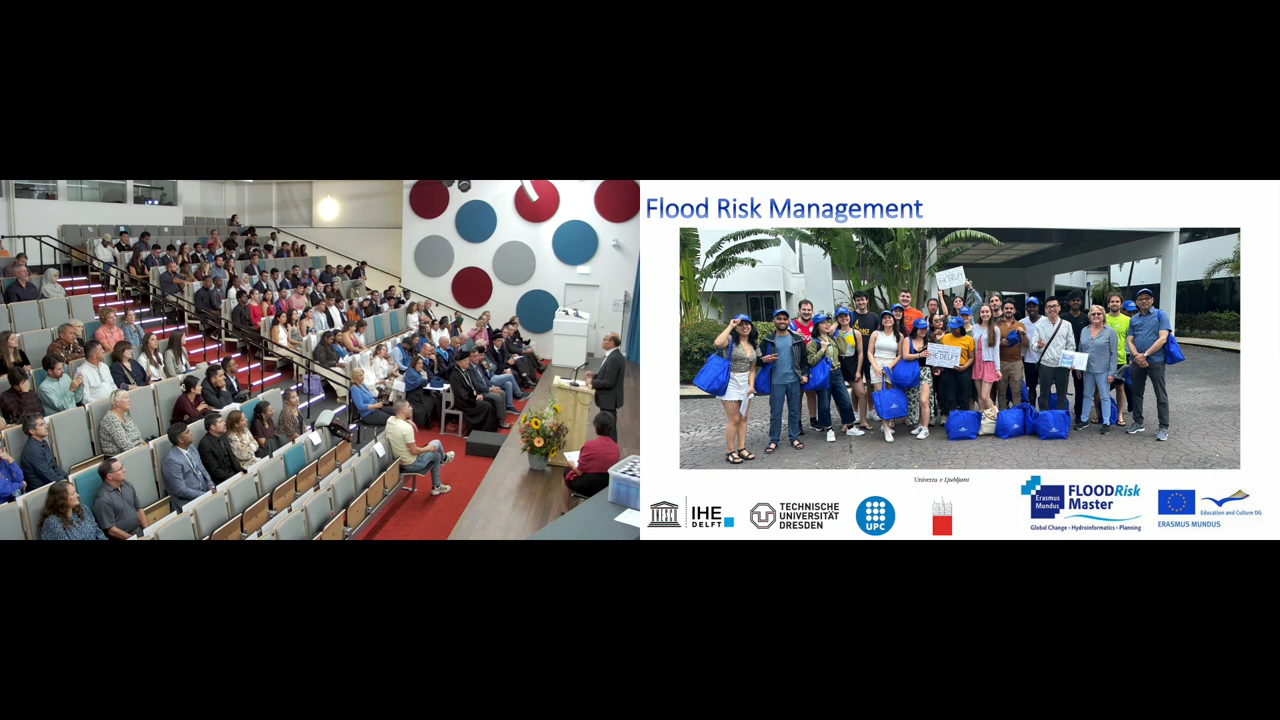 Flood Risk Management
IHE DELFT
Univerza v Ljubljani
IHE
DELFT
TECHNISCHE
UNIVERSITÄT
DRESDEN
UPC
Erasmus
Mundus
FLOODRisk
Master
Global Change • Hydroinformatics • Planning
Education and Culture DG
ERASMUS MUNDUS